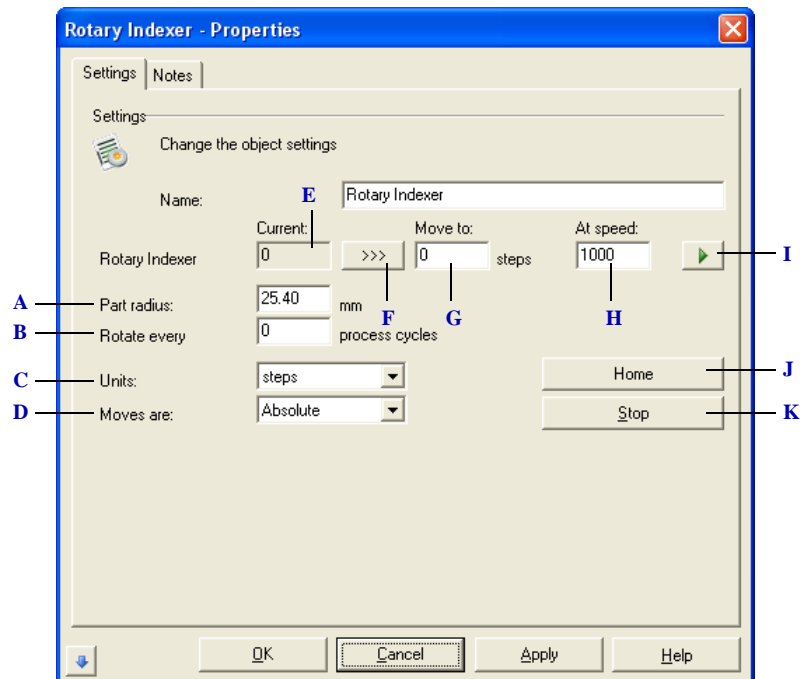 Rotary Indexer - Properties
Settings Notes
Settings
Change the object settings
E
Name: Rotary Indexer
Current: Move to: At speed:
Rotary Indexer 0 >>> 0 steps 1000 I
A Part radius: 25.40 mm F G H
B Rotate every 0 process cycles
C Units: steps Home J
D Moves are: Absolute Stop K
OK Cancel Apply Help